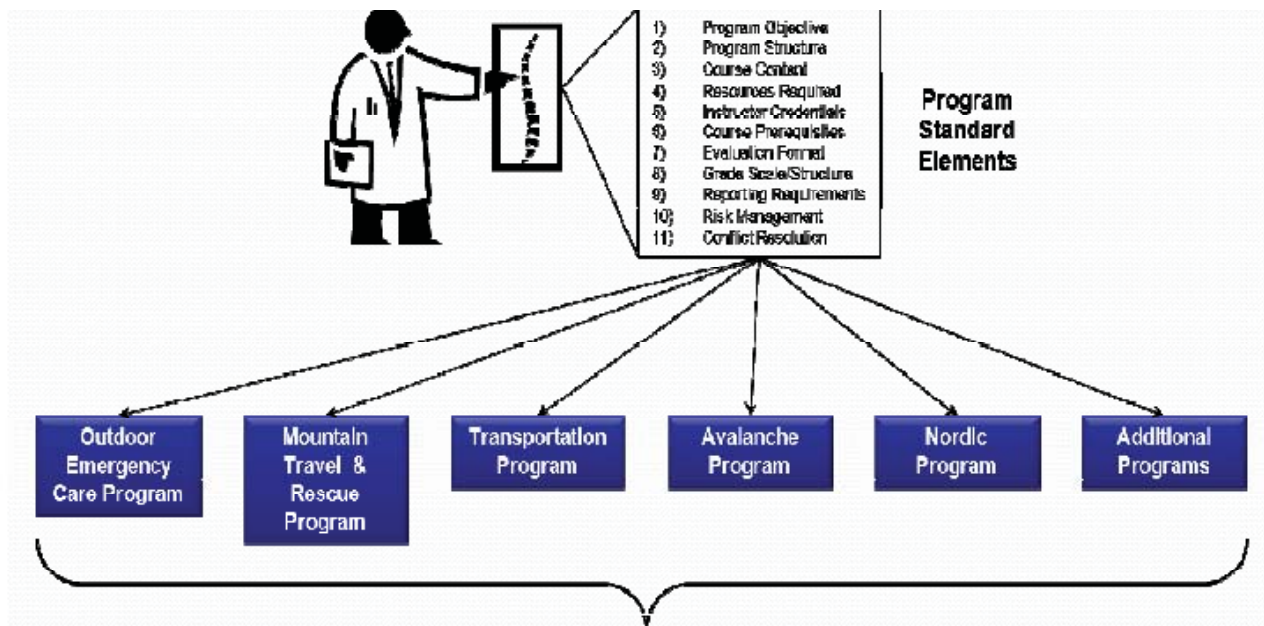 1) Program Objective
2) Program Structure
3) Course Content
4) Resources Required
5) Instructor Credentials
6) Course Prerequisites
7) Evaluation Format
8) Grade Scale/Structure
9) Reporting Requirements
10) Risk Management
11) Conflict Resolution
Program
Standard
Elements
Outdoor
Emergency
Care Program
Mountain
Travel & 
Rescue
Program
Transportation
Program
Avalanche
Program
Nordic
Program
Additional
Programs